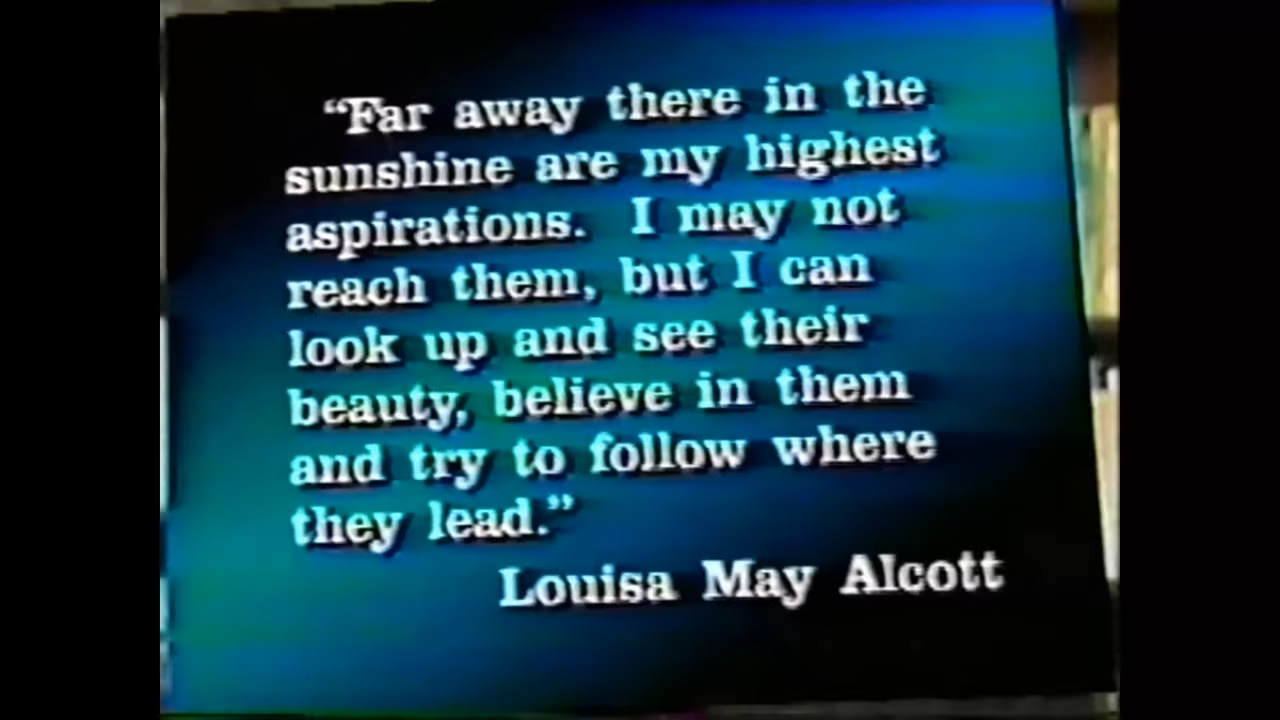 “Far away there in the
sunshine are my highest
aspirations. I may not
reach them, but I can
look up and see their
beauty, believe in them
and try to follow where
they lead.”
Louisa May Alcott